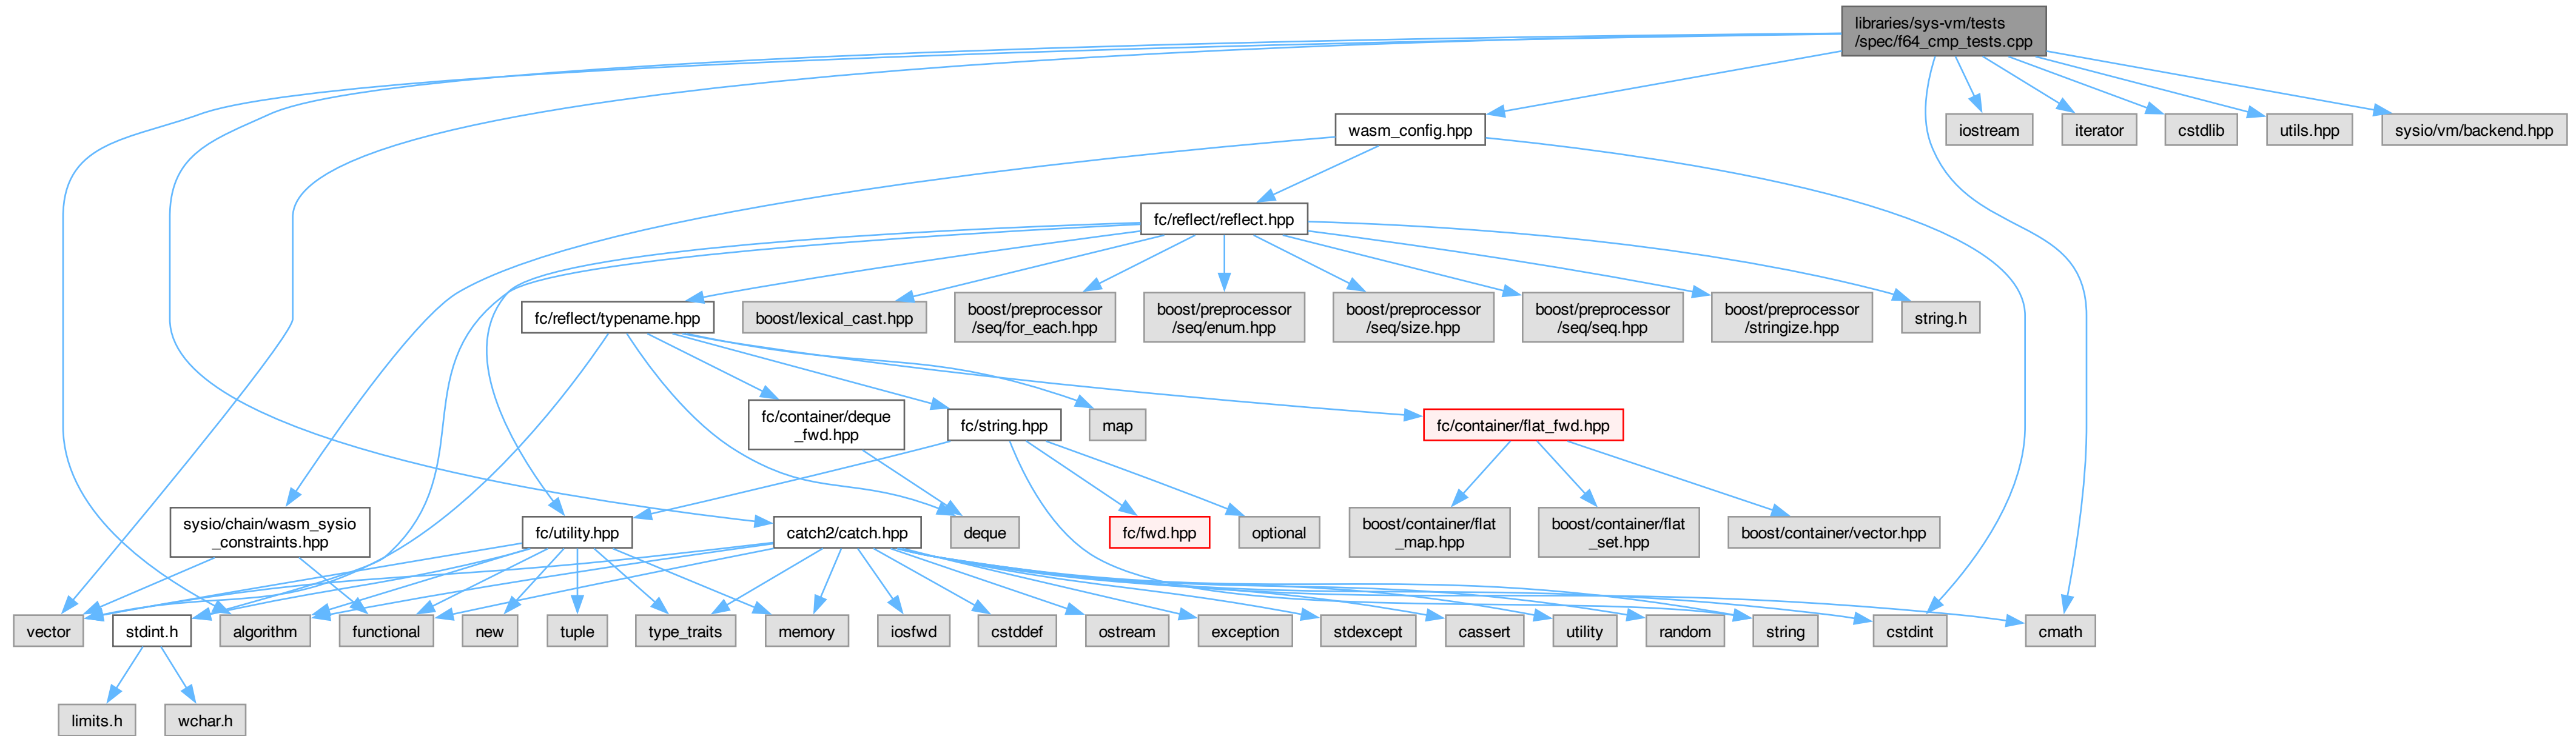 libraries/sys-vm/tests
/spec/f64_cmp_tests.cpp
wasm_config.hpp
iostream
iterator
cstdlib
utils.hpp
sysio/vm/backend.hpp
fc/reflect/reflect.hpp
fc/reflect/typename.hpp
boost/lexical_cast.hpp
boost/preprocessor
/seq/for_each.hpp
boost/preprocessor
/seq/enum.hpp
boost/preprocessor
/seq/size.hpp
boost/preprocessor
/seq/seq.hpp
boost/preprocessor
/stringize.hpp
string.h
fc/container/deque
_fwd.hpp
fc/string.hpp
map
fc/container/flat_fwd.hpp
sysio/chain/wasm_sysio
_constraints.hpp
fc/utility.hpp
catch2/catch.hpp
deque
fc/fwd.hpp
optional
boost/container/flat
_map.hpp
boost/container/flat
_set.hpp
boost/container/vector.hpp
vector
stdint.h
algorithm
functional
new
tuple
type_traits
memory
iosfwd
cstddef
ostream
exception
stdexcept
cassert
utility
random
string
cstdint
cmath
limits.h
wchar.h